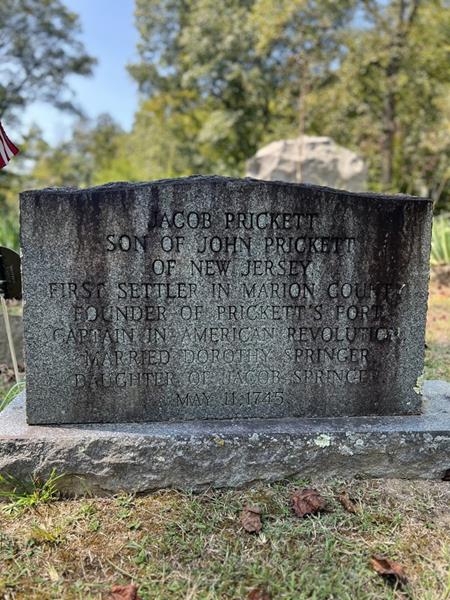 JACOB PRICKETT
SON OF JOHN PRICKETT
OF NEW JERSEY
FIRST SETTLER IN MARION COUNTY
FOUNDER OF PRICKETT'S FORT
CAPTAIN IN AMERICAN REVOLUTION
MARRIED DOROTHY SPRINGER
DAUGHTER OF JACOB SPRINGER
MAY 11, 1745